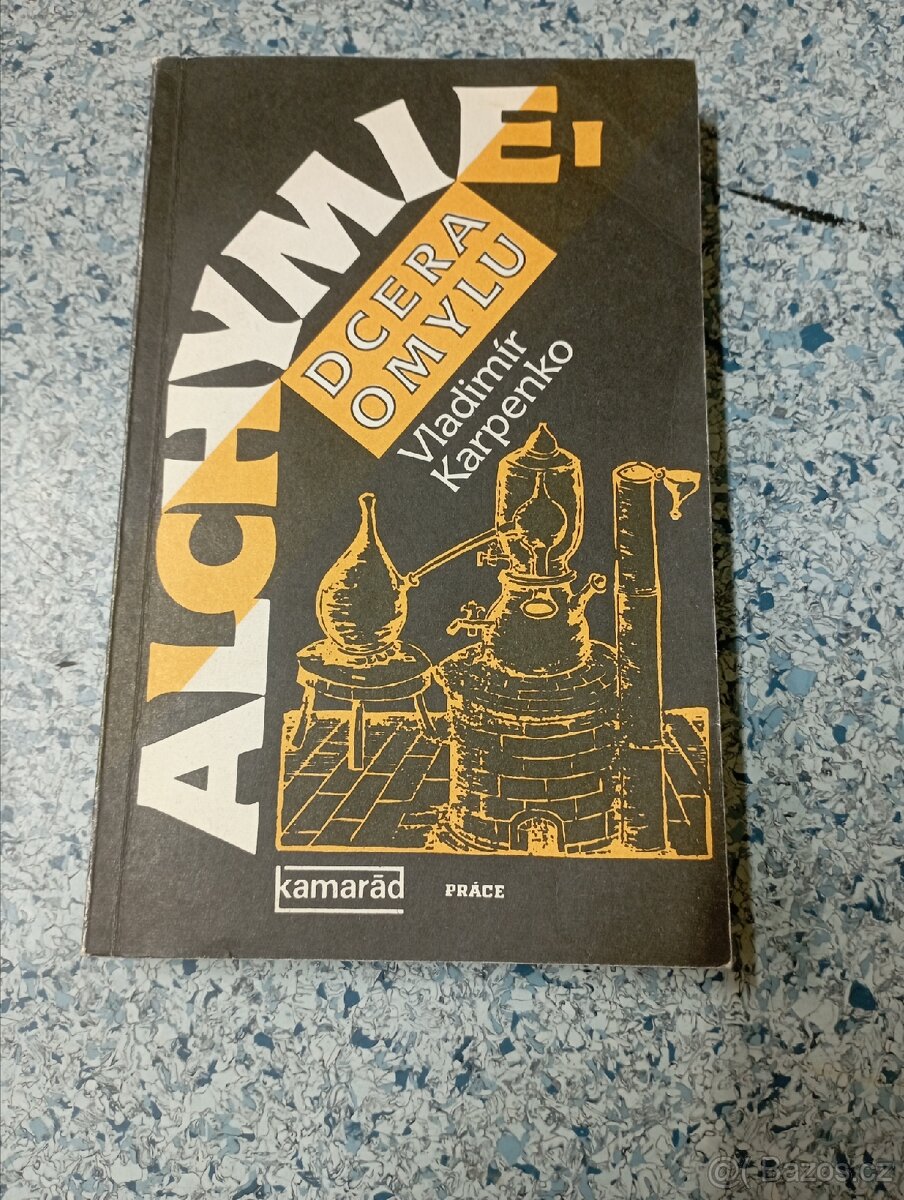 ALCHYMIE,
DCERA
OMYLU
Vladimír
Karpenko
kamarád
PRÁCE
Bazos.cz